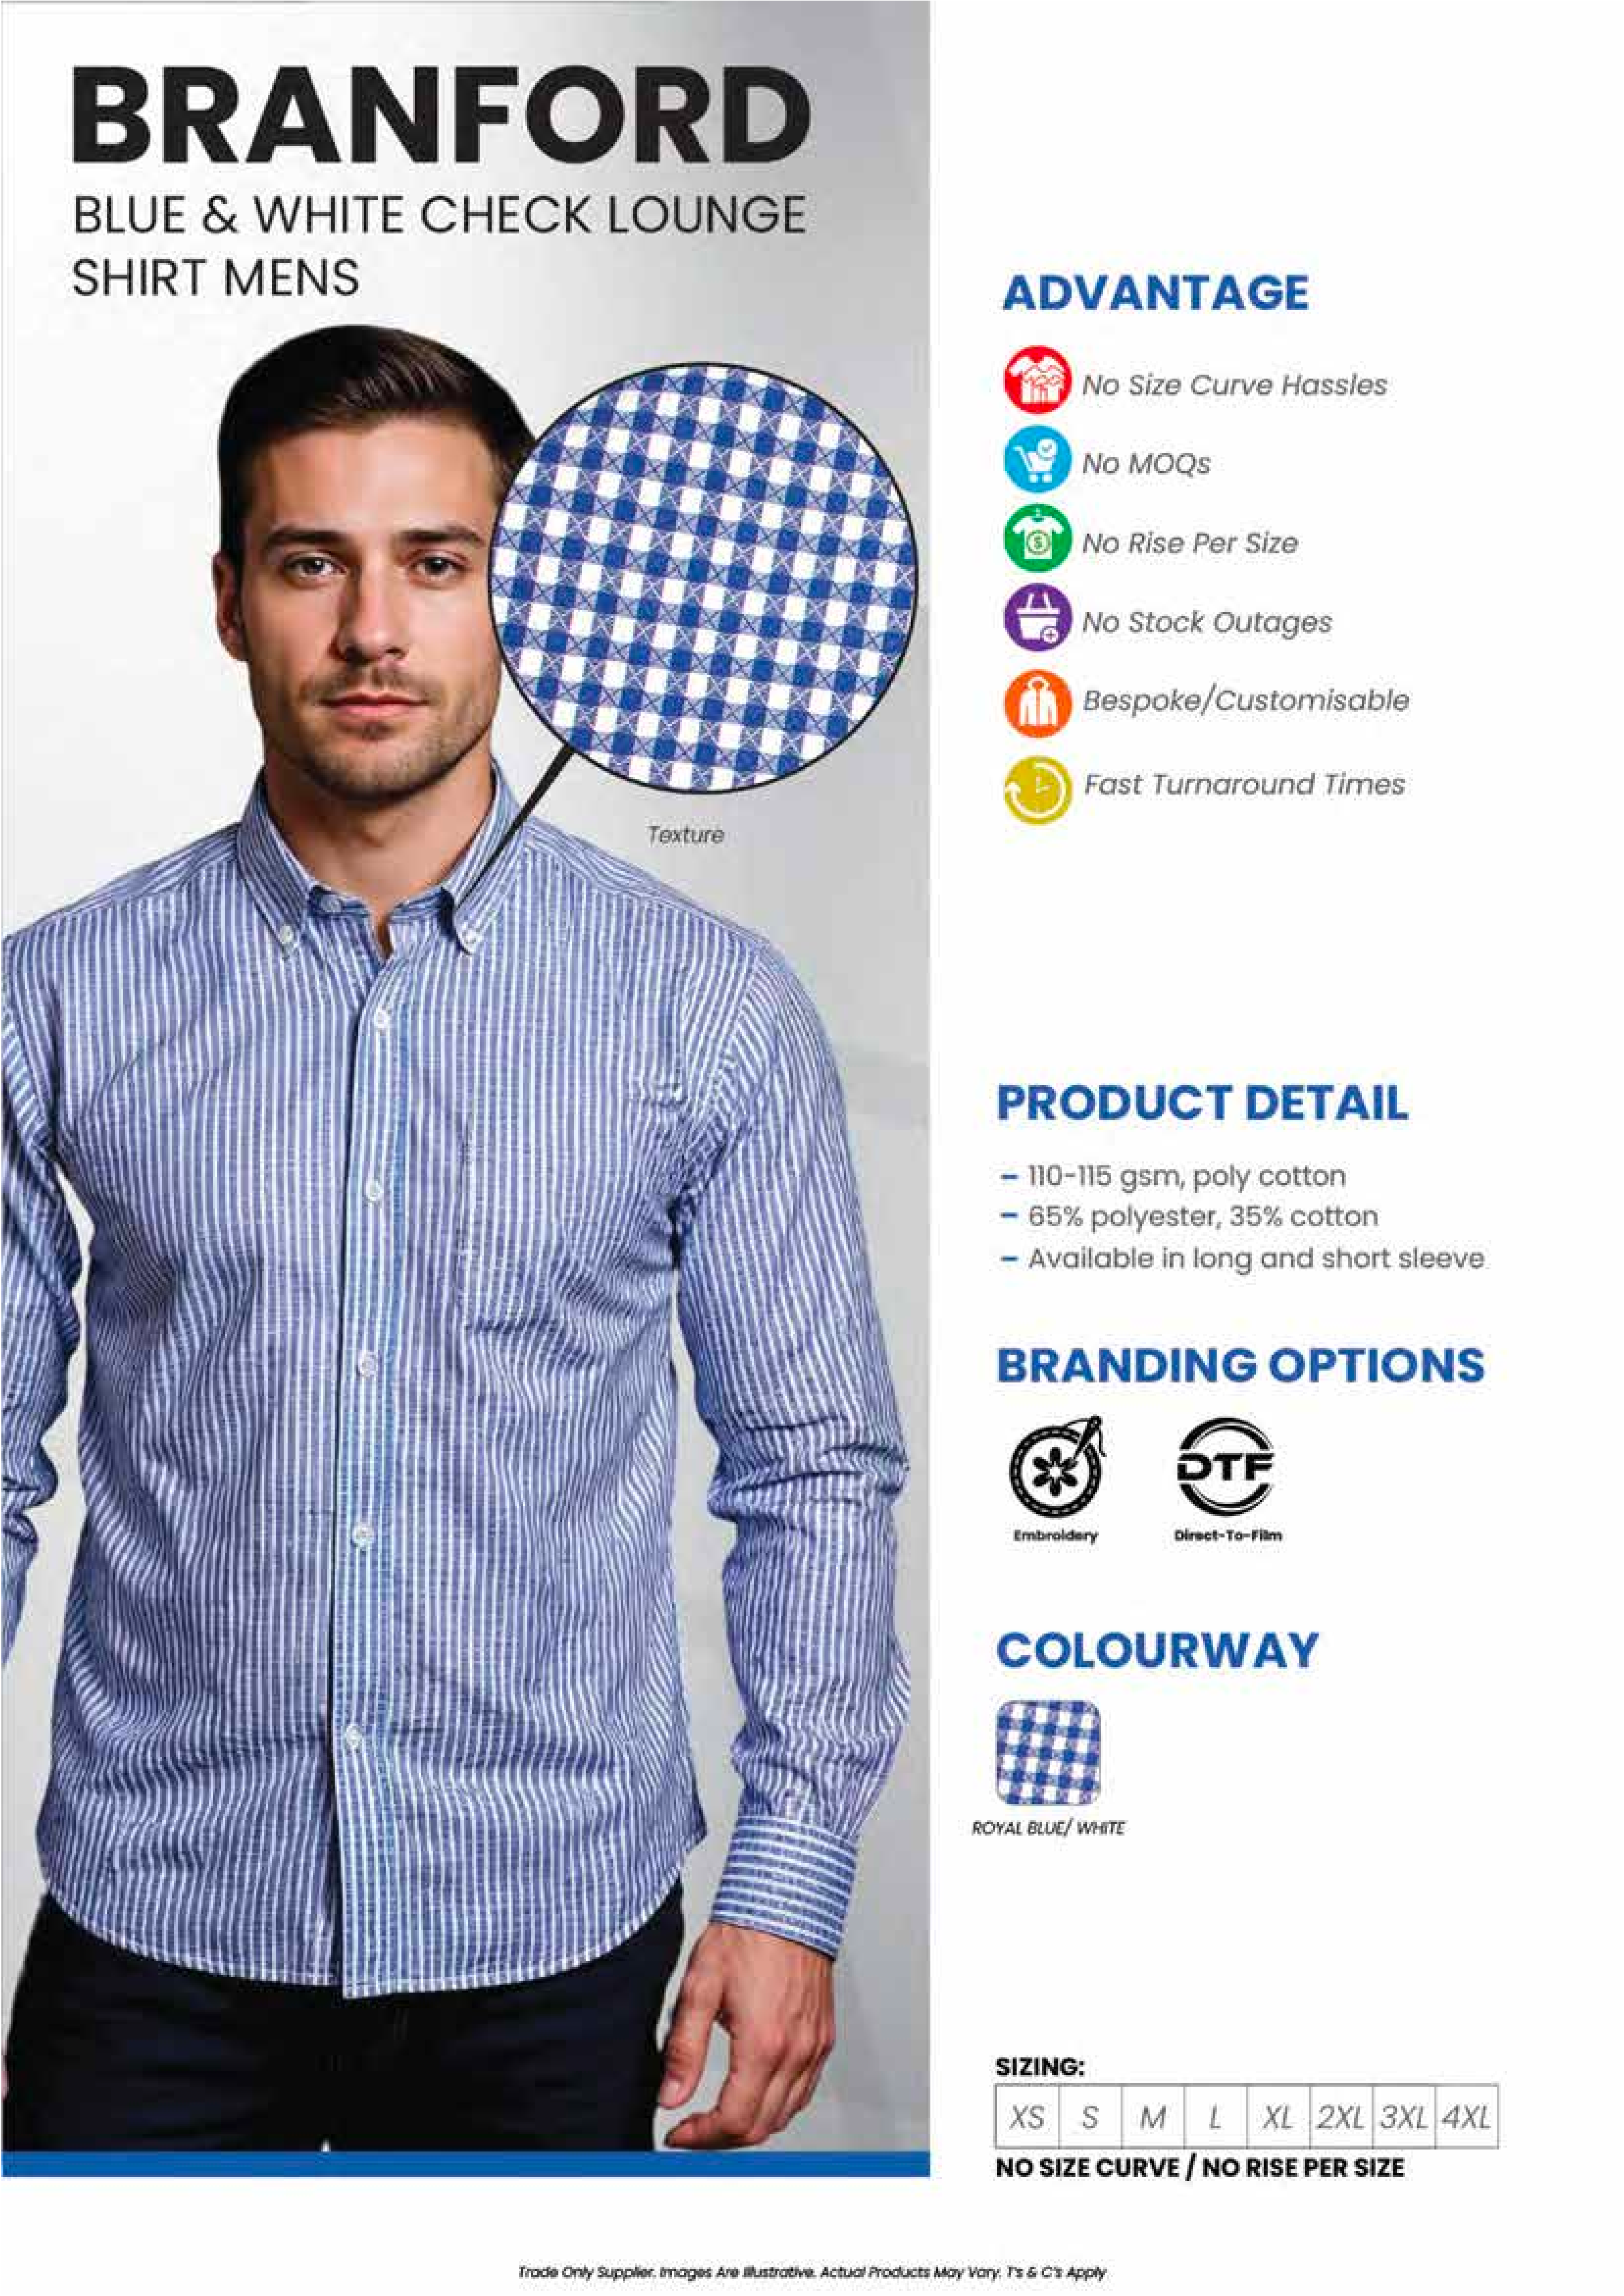 BRANFORD
BLUE & WHITE CHECK LOUNGE
SHIRT MENS
Texture
ADVANTAGE
No Size Curve Hassles
No MOQs
No Rise Per Size
No Stock Outages
Bespoke/Customisable
Fast Turnaround Times
PRODUCT DETAIL
- 110-115 gsm, poly cotton
- 65% polyester, 35% cotton
- Available in long and short sleeve
BRANDING OPTIONS
DTF
Embroidery
Direct-To-Film
COLOURWAY
ROYAL BLUE/ WHITE
SIZING:
XS S M L XL 2XL 3XL 4XL
NO SIZE CURVE / NO RISE PER SIZE
Trade Only Supplier. Images Are Illustrative. Actual Products May Vary. T's & C's Apply